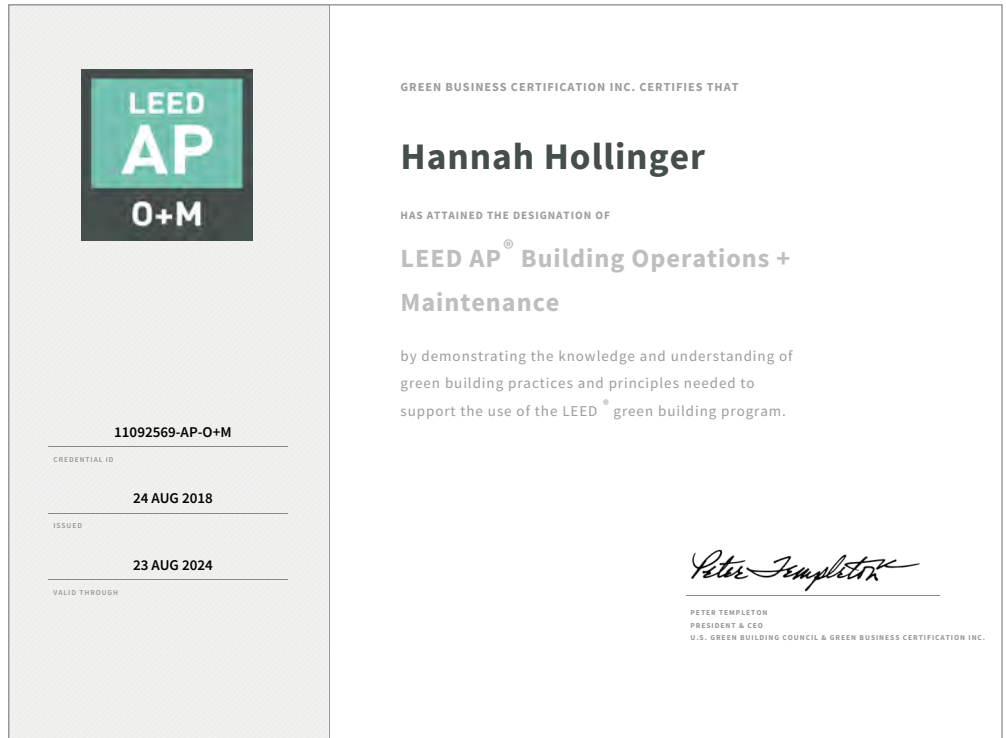 LEED
AP
O+M
11092569-AP-O+M
CREDENTIAL ID
24 AUG 2018
ISSUED
23 AUG 2024
VALID THROUGH
GREEN BUSINESS CERTIFICATION INC. CERTIFIES THAT
Hannah Hollinger
HAS ATTAINED THE DESIGNATION OF
LEED AP® Building Operations +
Maintenance
by demonstrating the knowledge and understanding of
green building practices and principles needed to
support the use of the LEED ® green building program.
Peter Templeton
PETER TEMPLETON
PRESIDENT & CEO
U.S. GREEN BUILDING COUNCIL & GREEN BUSINESS CERTIFICATION INC.